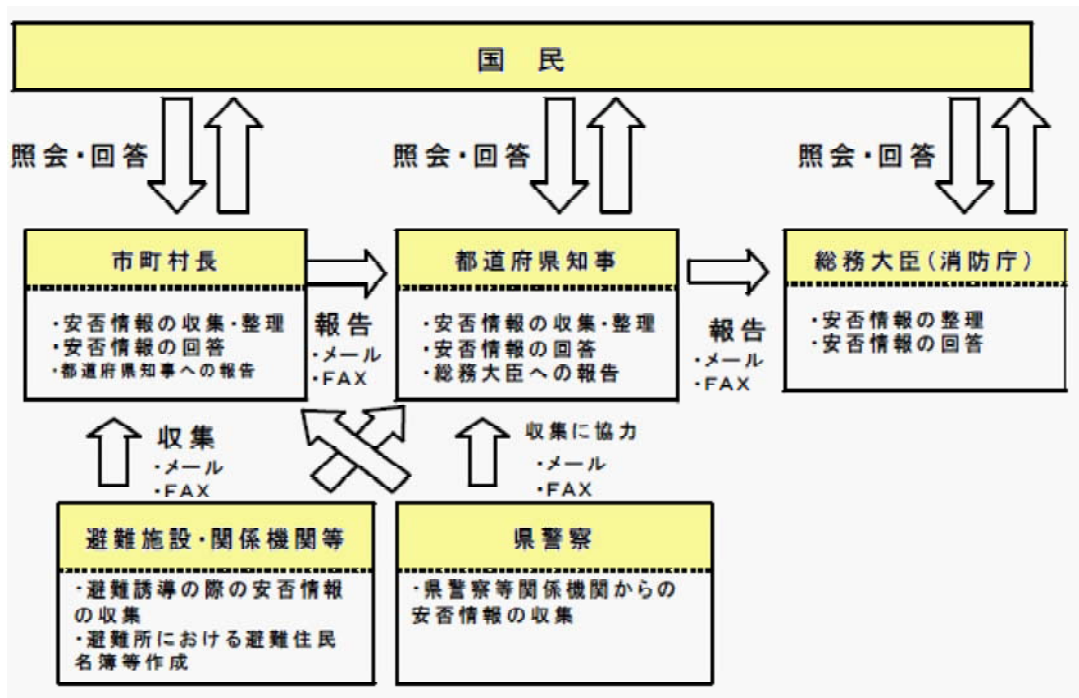 国 民
照会・回答
照会・回答
照会・回答
市町村長
・安否情報の収集・整理
・安否情報の回答
・都道府県知事への報告
報告
・メール
・FAX
都道府県知事
・安否情報の収集・整理
・安否情報の回答
・総務大臣への報告
報告
・メール
・FAX
総務大臣(消防庁)
・安否情報の整理
・安否情報の回答
収集
・メール
・FAX
収集に協力
・メール
・FAX
避難施設・関係機関等
・避難誘導の際の安否情報
の収集
・避難所における避難住民
名簿等作成
県警察
・県警察等関係機関からの
安否情報の収集